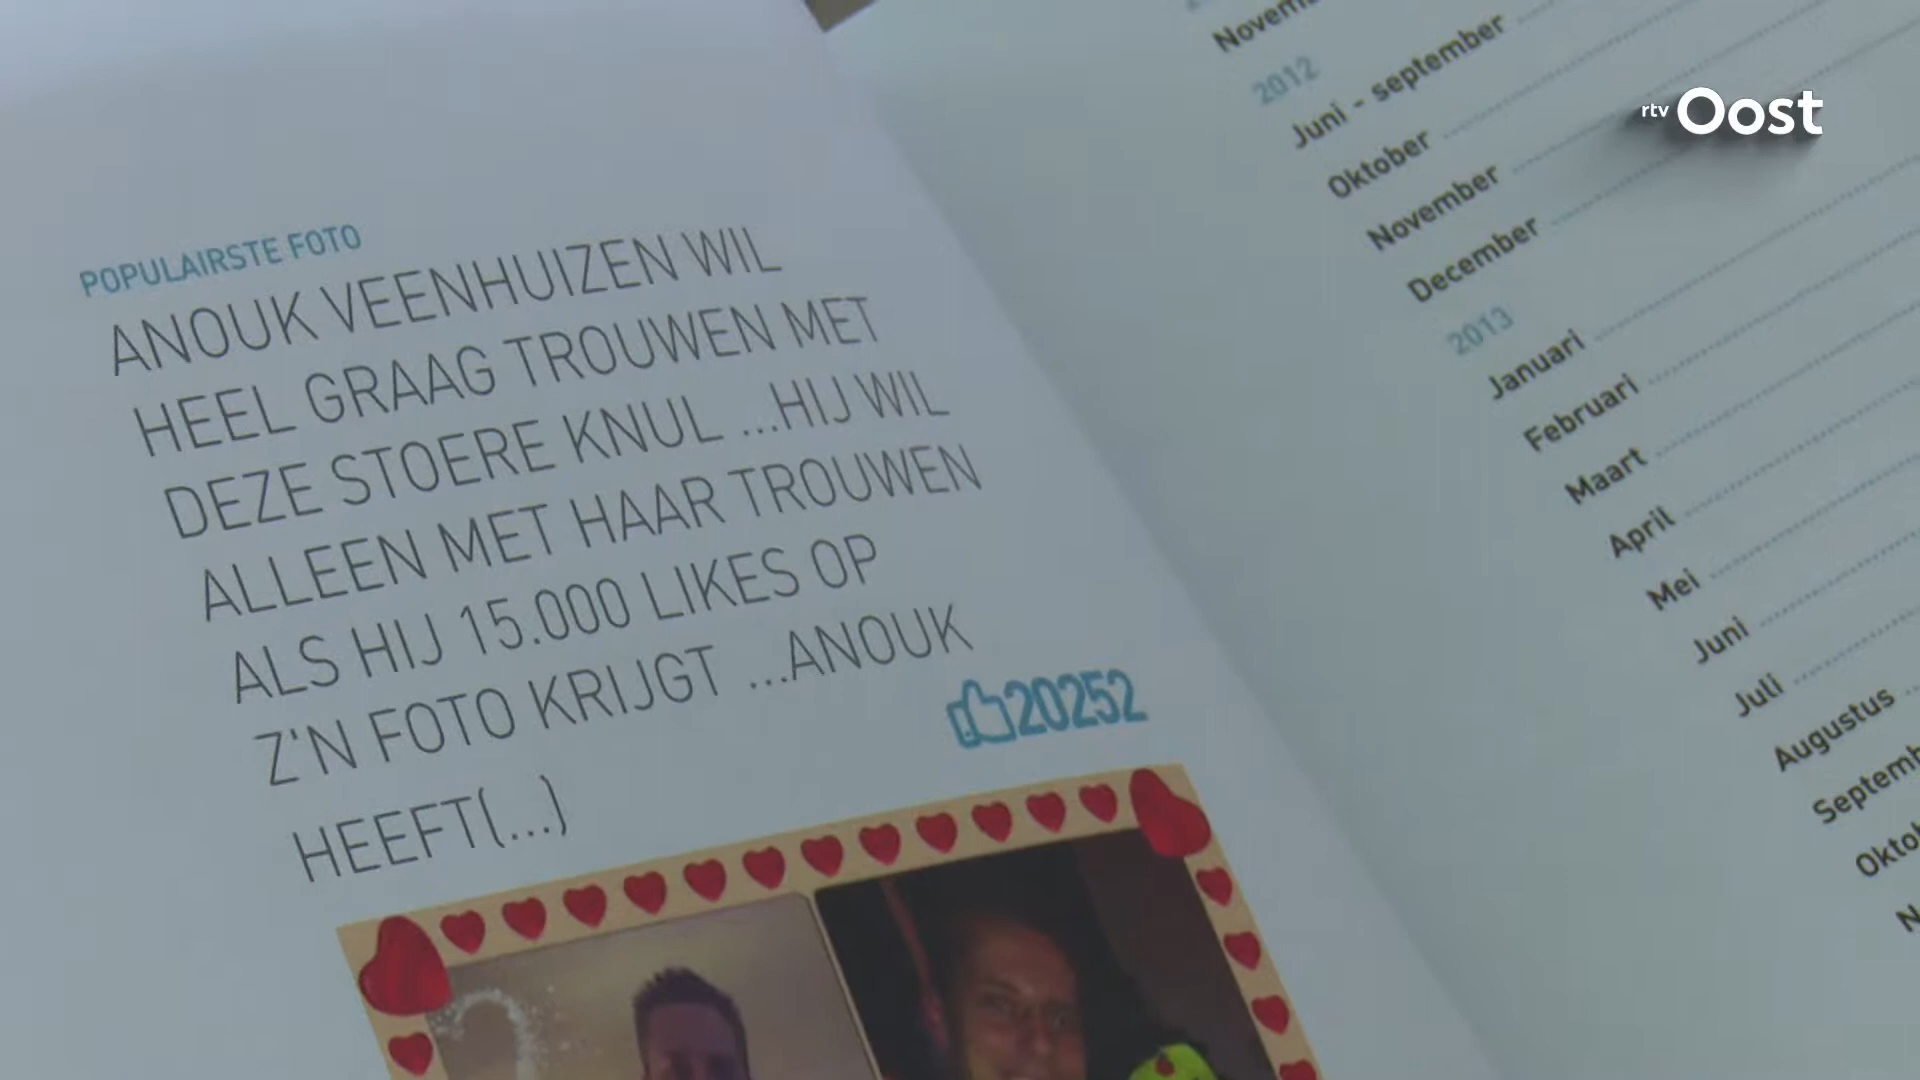 POPULAIRSTE FOTO
ANOUK VEENHUIZEN WIL
HEEL GRAAG TROUWEN MET
DEZE STOERE KNUL ...HIJ WIL
ALLEEN MET HAAR TROUWEN
ALS HIJ 15.000 LIKES OP
Z'N FOTO KRIJGT ...ANOUK
HEEFT(...)
20252
2012
Juni - september
Oktober
November
December
2013
Januari
Februari
Maart
April
Mei
Juni
Juli
Augustus
rtv Oost